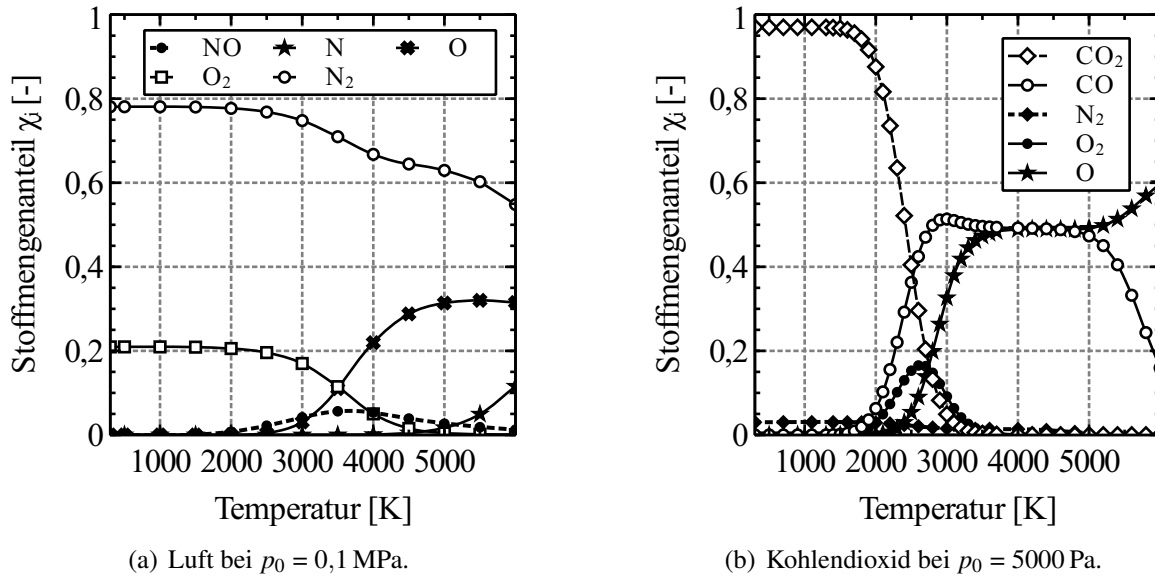 1
0,8
0,6
0,4
0,2
0
Stoffmengenanteil χi [-]
NO N O
O2 N2
1000 2000 3000 4000 5000
Temperatur [K]
(a) Luft bei p0 = 0,1 MPa.
1
0,8
0,6
0,4
0,2
0
Stoffmengenanteil χi [-]
CO2
CO
N2
O2
O
1000 2000 3000 4000 5000
Temperatur [K]
(b) Kohlendioxid bei p0 = 5000 Pa.